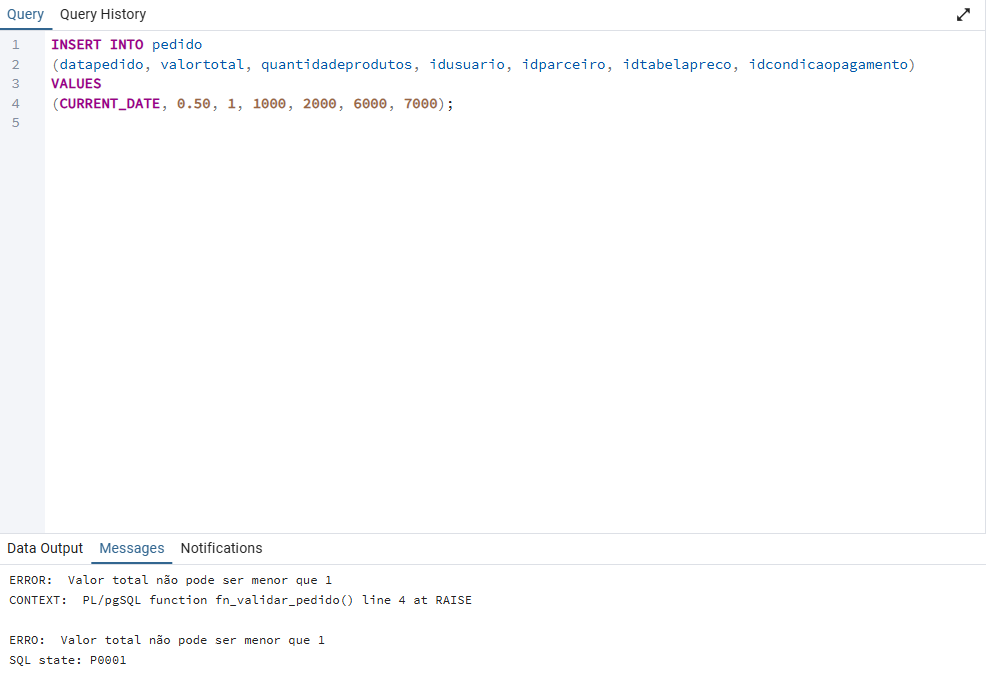 Query Query History
1 INSERT INTO pedido
2 (datapedido, valortotal, quantidadeprodutos, idusuario, idparceiro, idtabelapreco, idcondicaopagamento)
3 VALUES
4 (CURRENT_DATE, 0.50, 1, 1000, 2000, 6000, 7000);
5
Data Output Messages Notifications
ERROR:  Valor total não pode ser menor que 1
CONTEXT:  PL/pgSQL function fn_validar_pedido() line 4 at RAISE
ERRO:  Valor total não pode ser menor que 1
SQL state: P0001